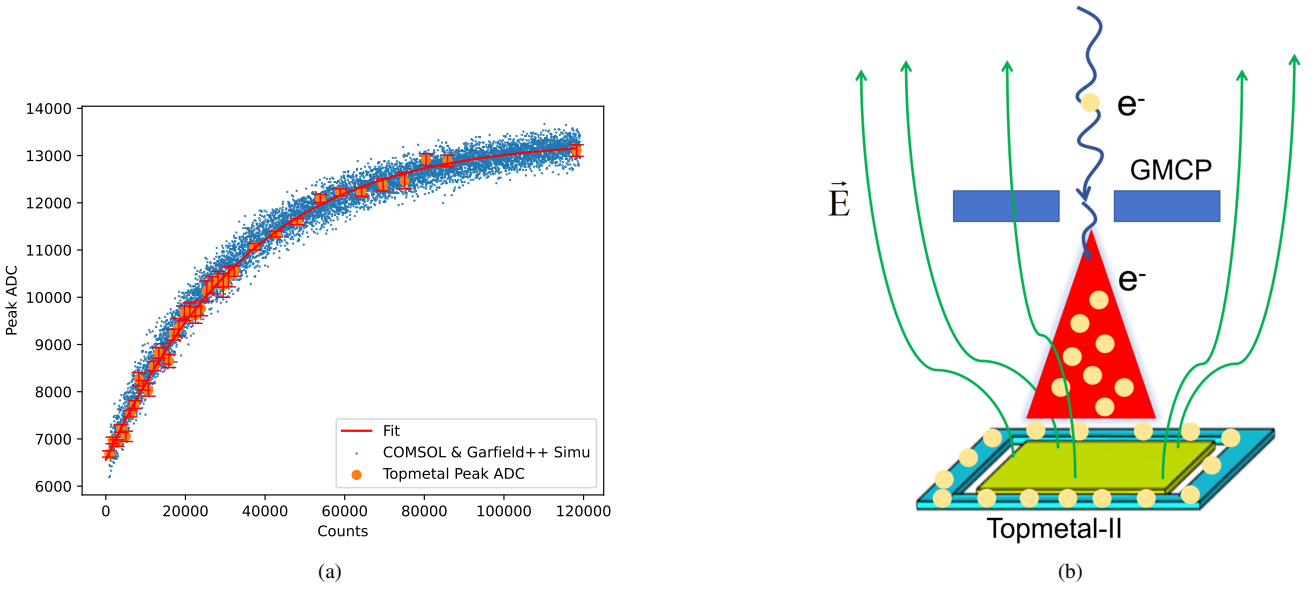 14000
13000
12000
11000
10000
9000
8000
7000
6000
Peak ADC
Fit
COMSOL & Garfield++ Simu
Topmetal Peak ADC
0 20000 40000 60000 80000 100000 120000
Counts
(a)
e-
GMCP
E
e-
Topmetal-II
(b)